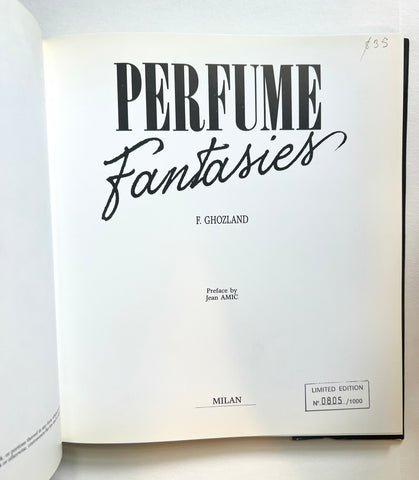 $35
PERFUME
Fantasies
F. GHOZLAND
Preface by
Jean AMIC
LIMITED EDITION
Nº 0805 /1000
MILAN